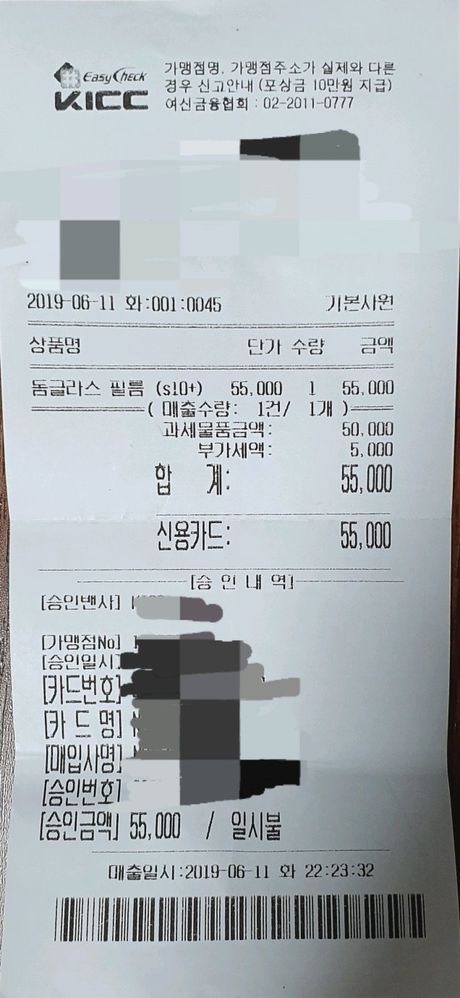 EasyCheck
KICC
가맹점명, 가맹점주소가 실제와 다른
경우 신고안내 (포상금 10만원 지급)
여신금융협회 : 02-2011-0777
2019-06-11 화:001:0045 기본사원
상품명 단가 수량 금액
돔글라스 필름 (s10+) 55,000 1 55,000
( 매출수량: 1건/ 1개 )
과세물품금액: 50,000
부가세액: 5,000
합 계: 55,000
신용카드: 55,000
[승 인 내 역]
[승인밴사]
[가맹점No]
[승인일시]
[카드번호]
[카 드 명]
[매입사명]
[승인번호]
[승인금액] 55,000 / 일시불
매출일시:2019-06-11 화 22:23:32